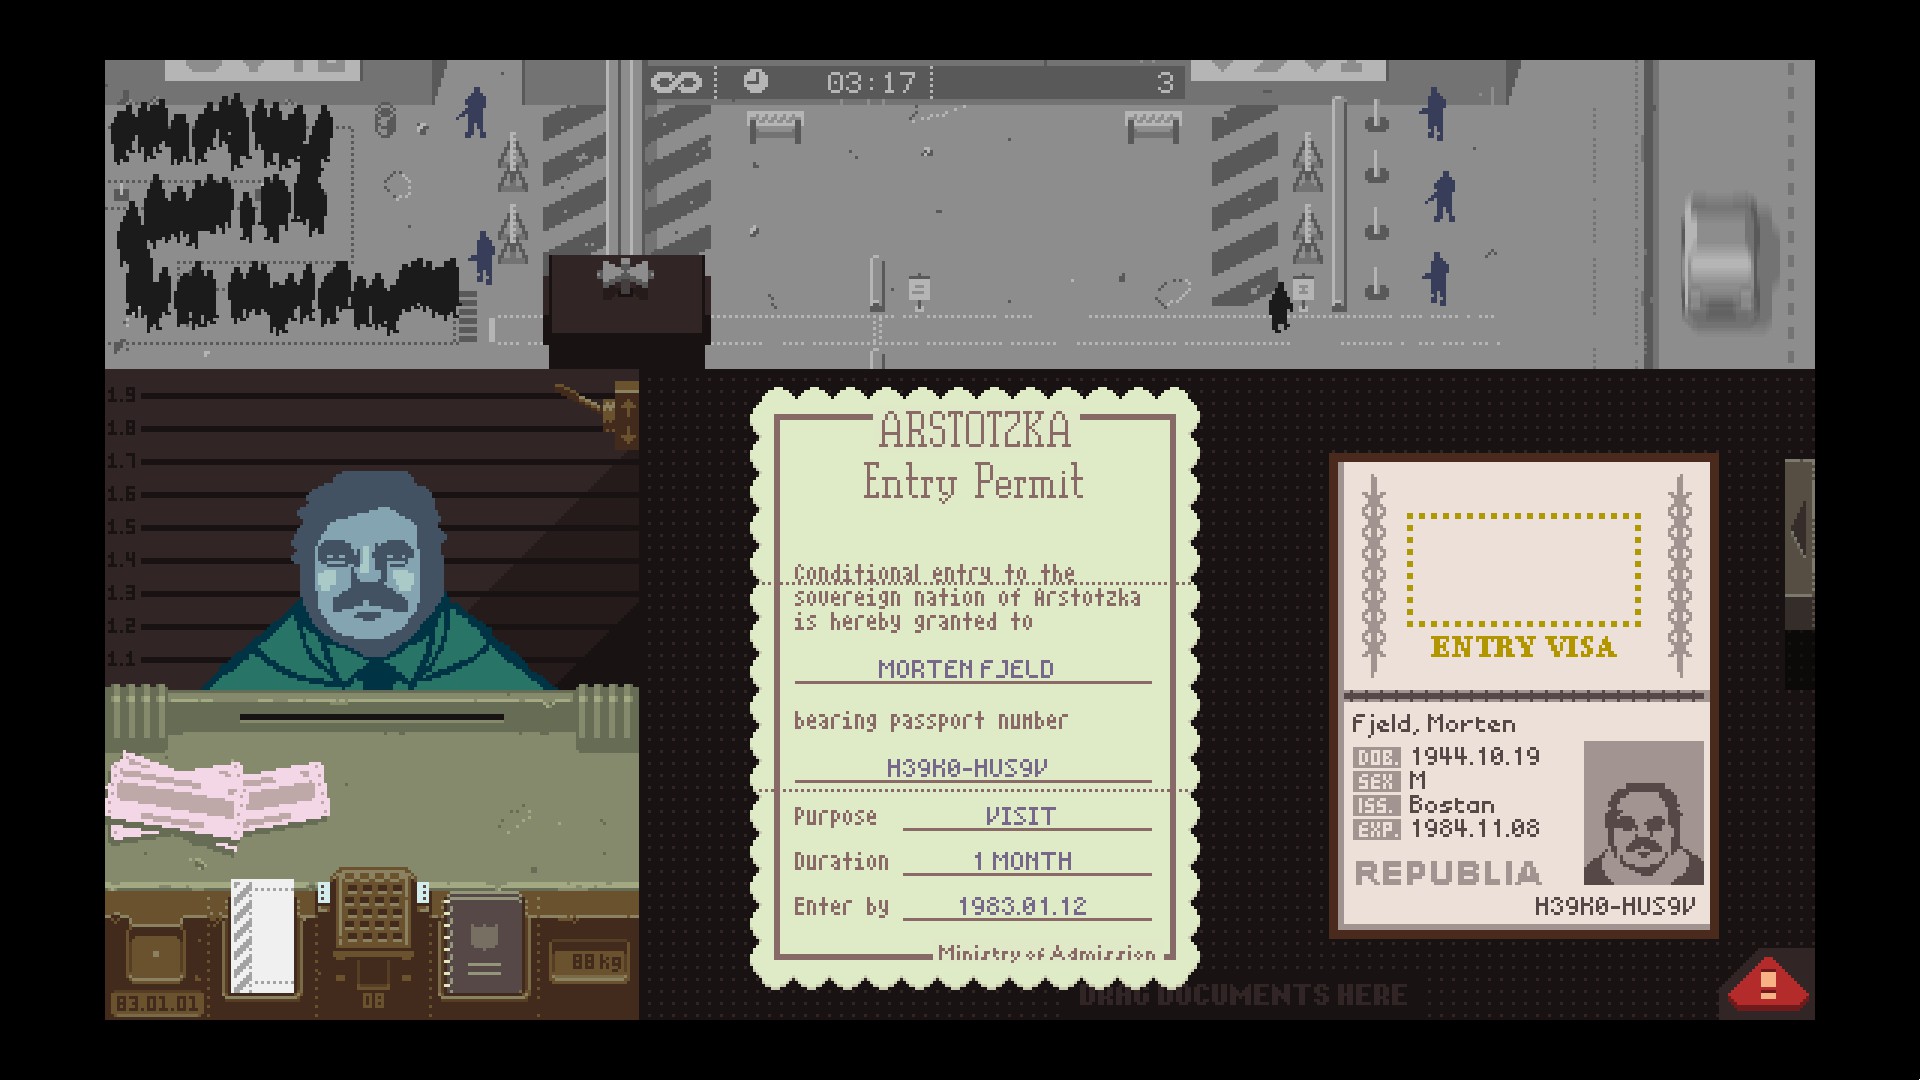 03:17
3
1.9
1.8
1.7
1.6
1.5
1.4
1.3
1.2
1.1
ARSTOTZKA
Entry Permit
Conditional entry to the
sovereign nation of Arstotzka
is hereby granted to
MORTEN FJELD
bearing passport number
H39K0-HUS9V
Purpose VISIT
Duration 1 MONTH
Enter by 1983.01.12
Ministry of Admission
ENTRY VISA
Fjeld, Morten
DOB. 1944.10.19
SEX M
ISS. Bostan
EXP. 1984.11.08
REPUBLIA
H39K0-HUS9V
88kg
83.01.01
08
DRAG DOCUMENTS HERE